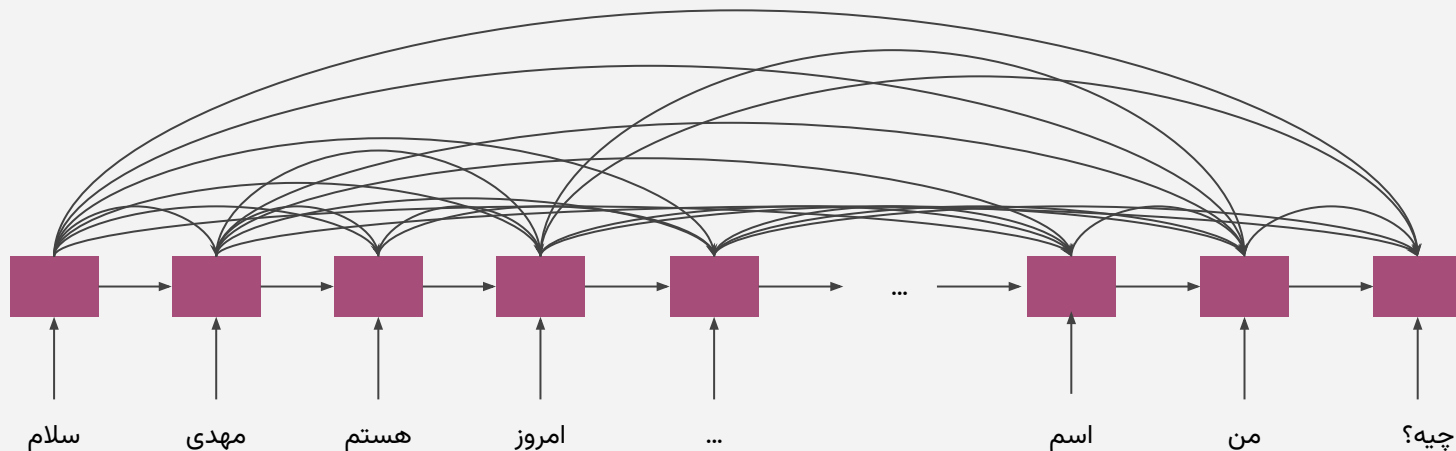 ...
سلام مهدی هستم امروز ... اسم من چیه؟